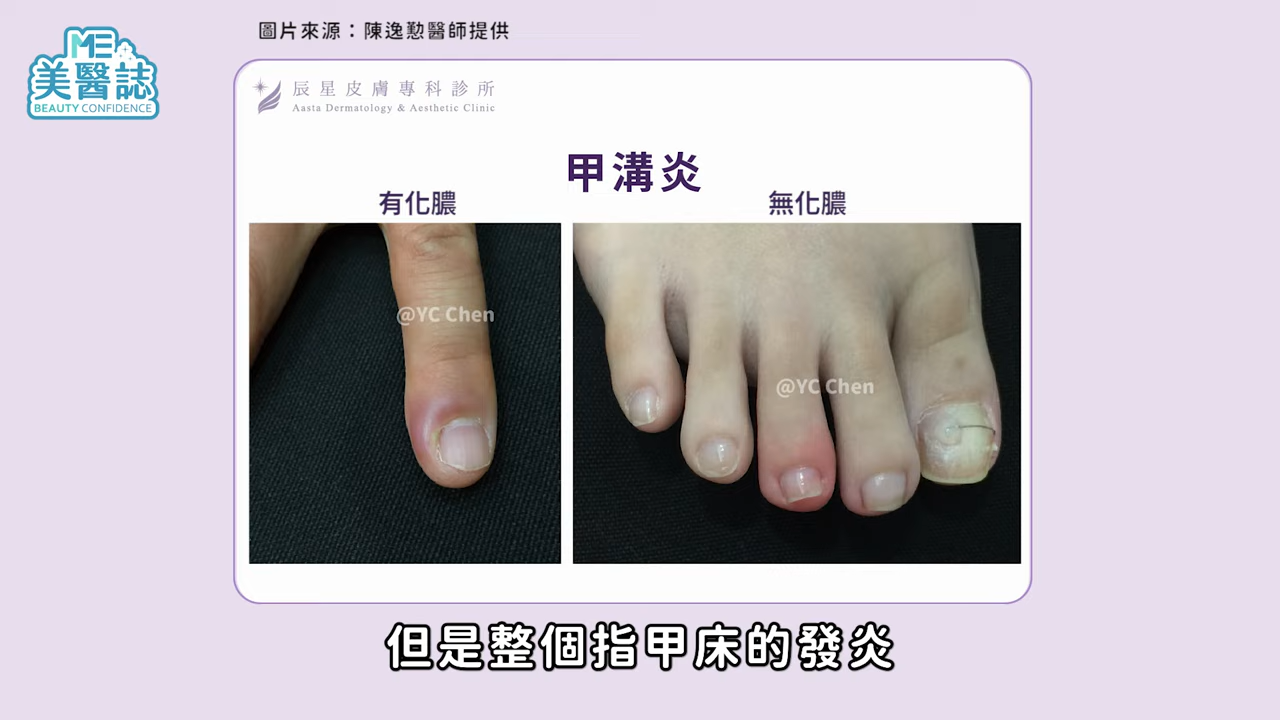 圖片來源：陳逸懃醫師提供
美醫誌
BEAUTY CONFIDENCE
辰星皮膚專科診所
Aasta Dermatology & Aesthetic Clinic
甲溝炎
有化膿
無化膿
@YC Chen
@YC Chen
但是整個指甲床的發炎